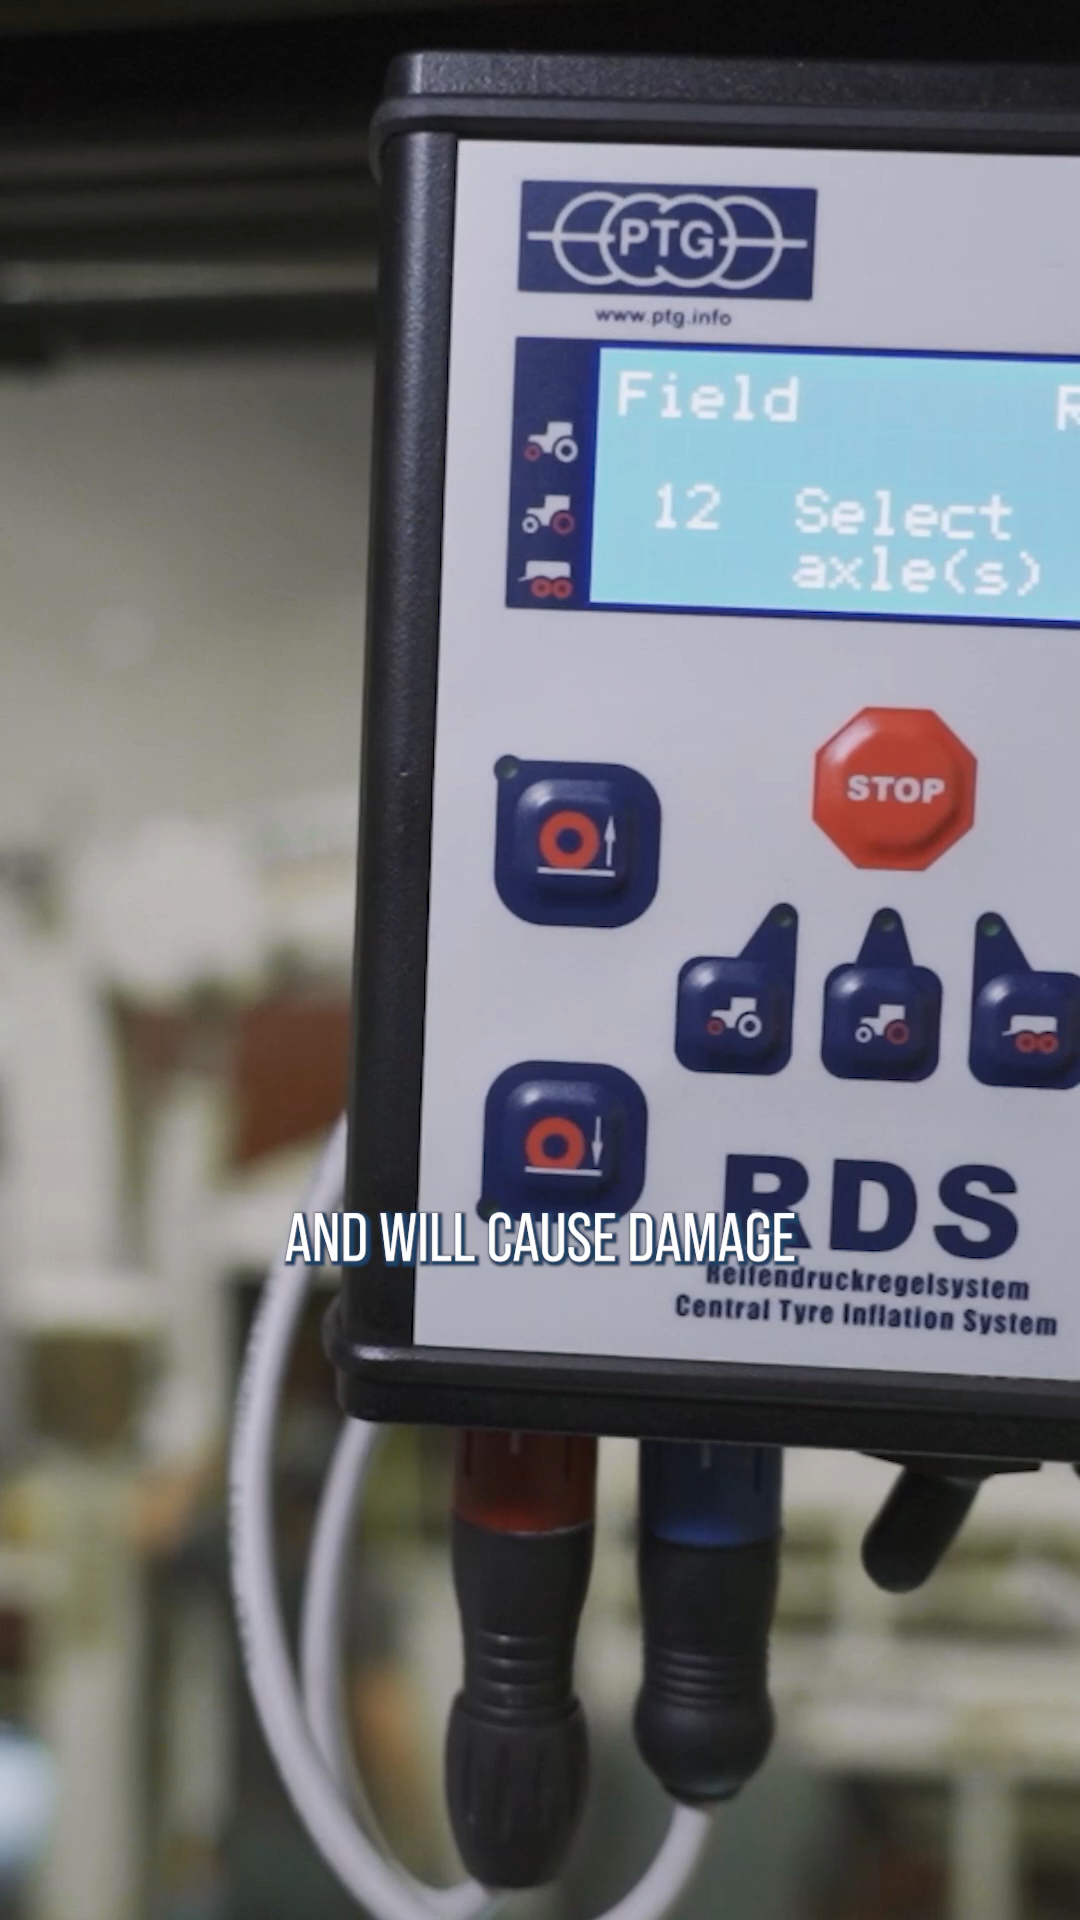 PTG
www.ptg.info
Field R
12 Select
axle(s)
STOP
RDS
AND WILL CAUSE DAMAGE
Reifendruckregelsystem
Central Tyre Inflation System